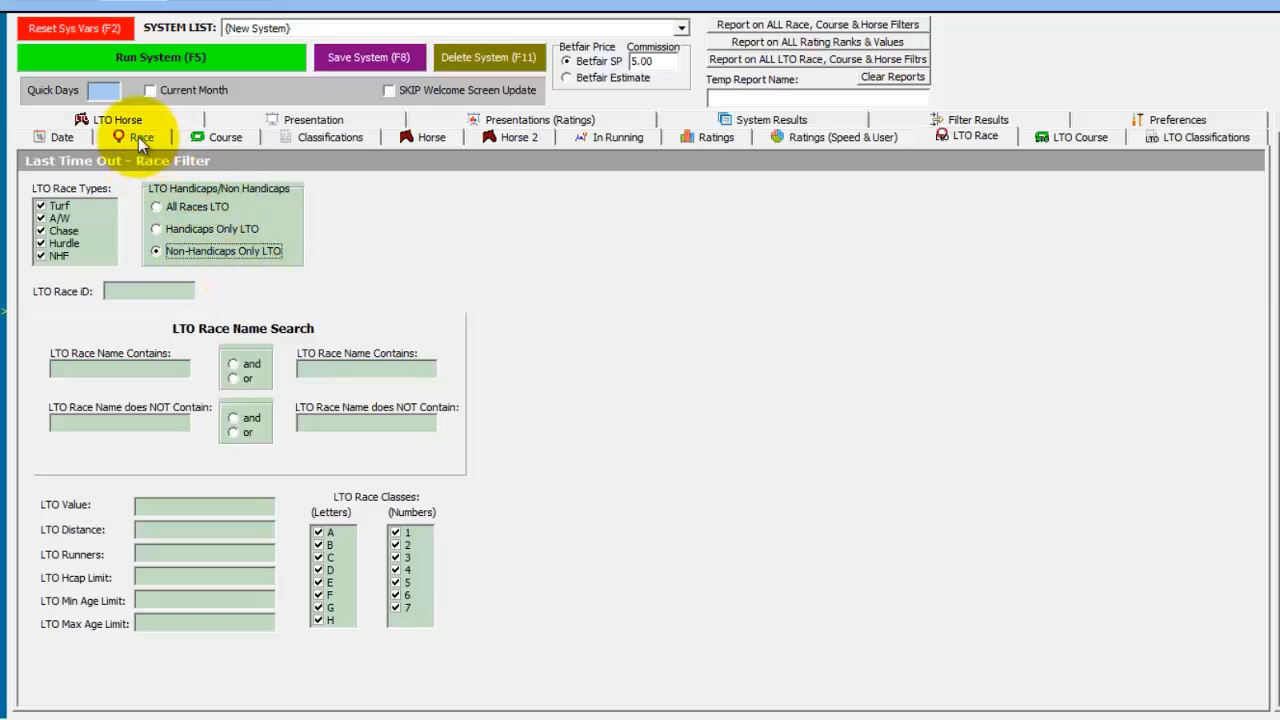 Reset Sys Vars (F2)
SYSTEM LIST:
{New System}
Run System (F5)
Save System (F8)
Delete System (F11)
Betfair Price
Commission
Betfair SP
5.00
Betfair Estimate
Report on ALL Race, Course & Horse Filters
Report on ALL Rating Ranks & Values
Report on ALL LTO Race, Course & Horse Filtrs
Temp Report Name:
Clear Reports
Quick Days
Current Month
SKIP Welcome Screen Update
LTO Horse
Presentation
Presentations (Ratings)
System Results
Filter Results
Preferences
Date
Race
Course
Classifications
Horse
Horse 2
In Running
Ratings
Ratings (Speed & User)
LTO Race
LTO Course
LTO Classifications
Last Time Out - Race Filter
LTO Race Types:
Turf
A/W
Chase
Hurdle
NHF
LTO Handicaps/Non Handicaps
All Races LTO
Handicaps Only LTO
Non-Handicaps Only LTO
LTO Race iD:
LTO Race Name Search
LTO Race Name Contains:
and
or
LTO Race Name Contains:
LTO Race Name does NOT Contain:
and
or
LTO Race Name does NOT Contain:
LTO Value:
LTO Distance:
LTO Runners:
LTO Hcap Limit:
LTO Min Age Limit:
LTO Max Age Limit:
LTO Race Classes:
(Letters)
(Numbers)
A
B
C
D
E
F
G
H
1
2
3
4
5
6
7